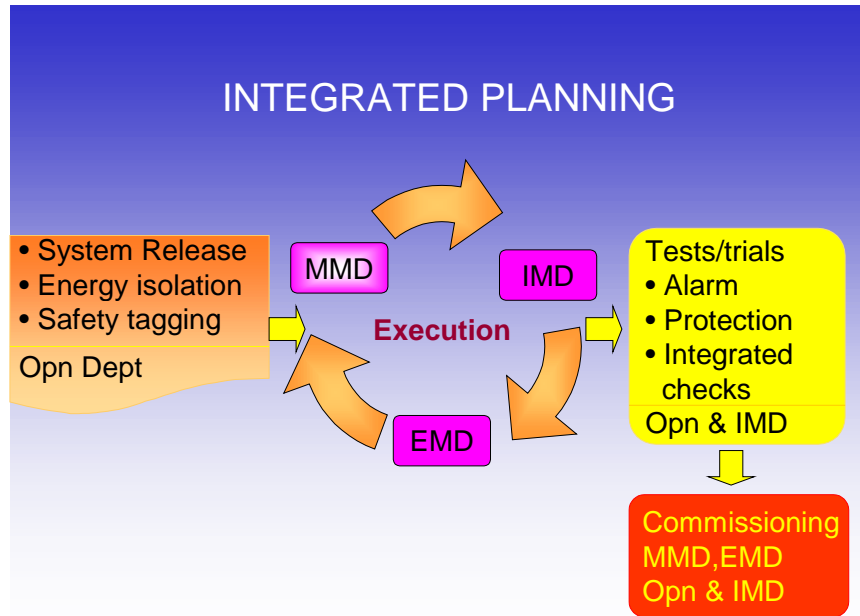 INTEGRATED PLANNING
• System Release
• Energy isolation
• Safety tagging
Opn Dept
MMD
IMD
Execution
EMD
Tests/trials
• Alarm
• Protection
• Integrated
checks
Opn & IMD
Commissioning
MMD,EMD
Opn & IMD